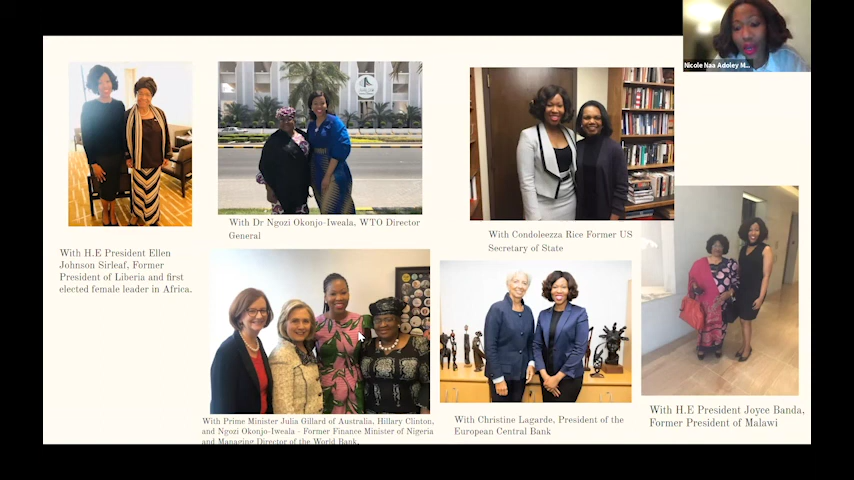 Nicole Naa Adoley M...
With Dr Ngozi Okonjo-Iweala, WTO Director
General
With Condoleezza Rice Former US
Secretary of State
With H.E President Ellen
Johnson Sirleaf, Former
President of Liberia and first
elected female leader in Africa.
With Prime Minister Julia Gillard of Australia, Hillary Clinton,
and Ngozi Okonjo-Iweala - Former Finance Minister of Nigeria
and Managing Director of the World Bank,
With Christine Lagarde, President of the
European Central Bank
With H.E President Joyce Banda,
Former President of Malawi